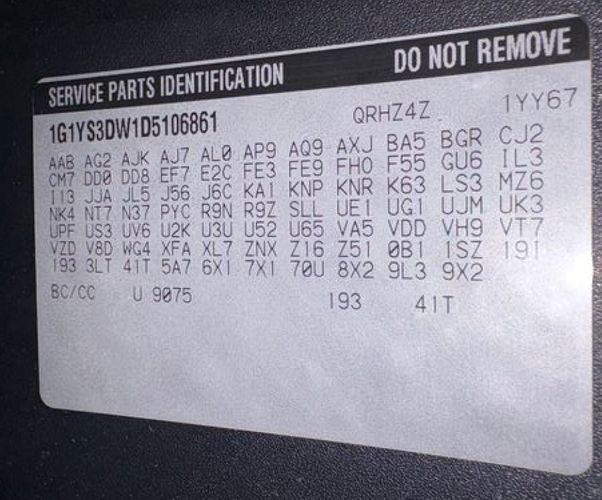 SERVICE PARTS IDENTIFICATION DO NOT REMOVE
1G1YS3DW1D5106861 QRHZ4Z 1YY67
AAB AG2 AJK AJ7 AL0 AP9 AQ9 AXJ BA5 BGR CJ2
CM7 DD0 DD8 EF7 E2C FE3 FE9 FHO F55 GU6 IL3
I13 JJA JL5 J56 J6C KA1 KNP KNR K63 LS3 MZ6
NK4 NT7 N37 PYC R9N R9Z SLL UE1 UG1 UJM UK3
UPF US3 UV6 U2K U3U U52 U65 VA5 VDD VH9 VT7
VZD V8D WG4 XFA XL7 ZNX Z16 Z51 0B1 1SZ 19I
193 3LT 41T 5A7 6X1 7X1 70U 8X2 9L3 9X2
BC/CC U 9075 193 41T